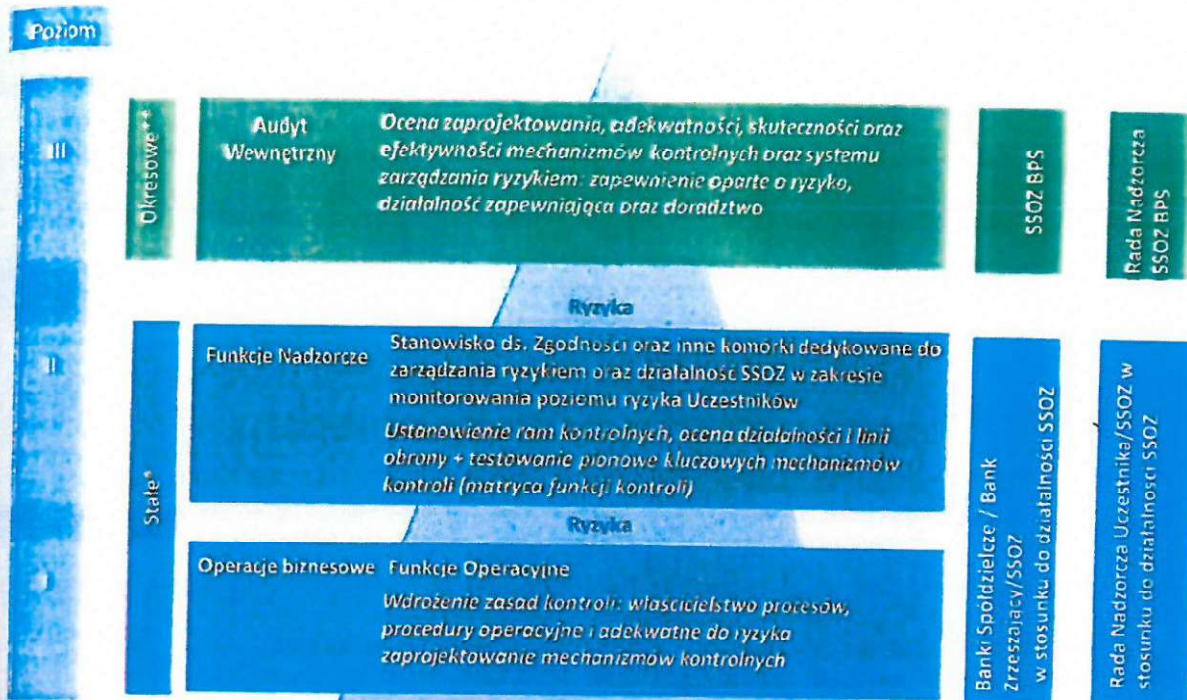 Poziom
III
Okresowe**
Audyt
Wewnętrzny
Ocena zaprojektowania, adekwatności, skuteczności oraz
efektywności mechanizmów kontrolnych oraz systemu
zarządzania ryzykiem: zapewnienie oparte o ryzyko,
działalność zapewniająca oraz doradztwo
SSOZ BPS
Rada Nadzorcza
SSOZ BPS
Ryzyka
II
Stałe*
Funkcje Nadzorcze
Stanowisko ds. Zgodności oraz inne komórki dedykowane do
zarządzania ryzykiem oraz działalność SSOZ w zakresie
monitorowania poziomu ryzyka Uczestników
Ustanowienie ram kontrolnych, ocena działalności I linii
obrony + testowanie pionowe kluczowych mechanizmów
kontroli (matryca funkcji kontroli)
Ryzyka
I
Operacje biznesowe
Funkcje Operacyjne
Wdrożenie zasad kontroli: właścicielstwo procesów,
procedury operacyjne i adekwatne do ryzyka
zaprojektowanie mechanizmów kontrolnych
Banki Spółdzielcze / Bank
Zrzeszający/SSOZ
w stosunku do działalności SSOZ
Rada Nadzorcza Uczestnika/SSOZ w
stosunku do działalności SSOZ